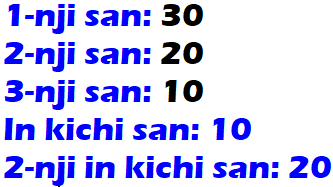 1-nji san: 30
2-nji san: 20
3-nji san: 10
In kichi san: 10
2-nji in kichi san: 20